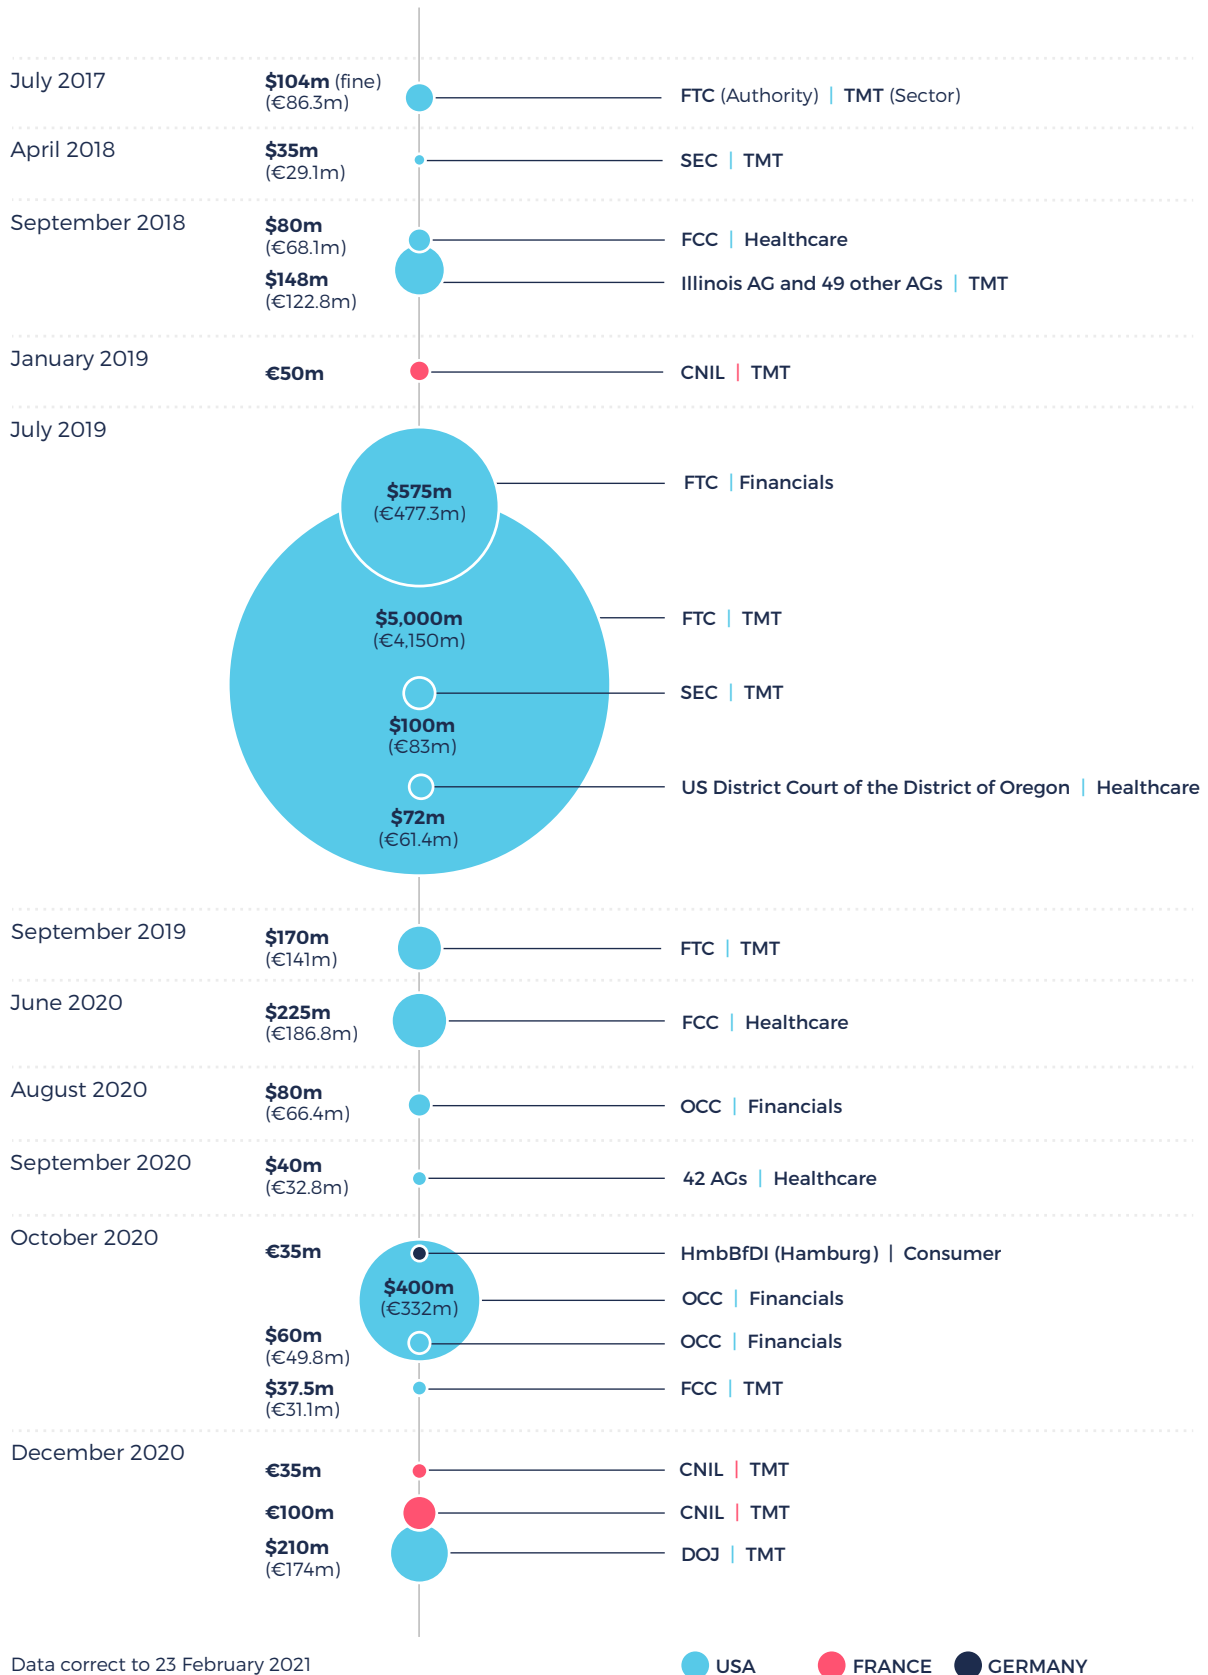 July 2017
$104m (fine)
(€86.3m)
FTC (Authority) | TMT (Sector)
April 2018
$35m
(€29.1m)
SEC | TMT
September 2018
$80m
(€68.1m)
FCC | Healthcare
$148m
(€122.8m)
Illinois AG and 49 other AGs | TMT
January 2019
€50m
CNIL | TMT
July 2019
$575m
(€477.3m)
FTC | Financials
$5,000m
(€4,150m)
FTC | TMT
SEC | TMT
$100m
(€83m)
US District Court of the District of Oregon | Healthcare
$72m
(€61.4m)
September 2019
$170m
(€141m)
FTC | TMT
June 2020
$225m
(€186.8m)
FCC | Healthcare
August 2020
$80m
(€66.4m)
OCC | Financials
September 2020
$40m
(€32.8m)
42 AGs | Healthcare
October 2020
€35m
HmbBfDI (Hamburg) | Consumer
$400m
(€332m)
OCC | Financials
$60m
(€49.8m)
OCC | Financials
$37.5m
(€31.1m)
FCC | TMT
December 2020
€35m
CNIL | TMT
€100m
CNIL | TMT
$210m
(€174m)
DOJ | TMT
Data correct to 23 February 2021
USA
FRANCE
GERMANY